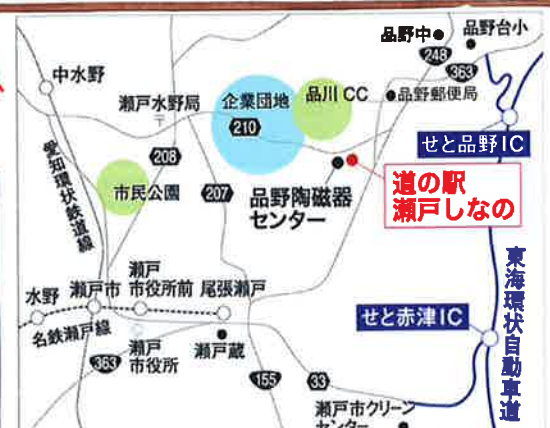 品野中
品野台小
248
363
中水野
瀬戸水野局
企業団地
品川 CC
品野郵便局
210
せと品野IC
愛知環状鉄道線
208
市民公園
207
品野陶磁器
センター
道の駅
瀬戸しなの
東海環状自動車道
水野
瀬戸市
瀬戸
市役所前
尾張瀬戸
せと赤津IC
名鉄瀬戸線
363
瀬戸
市役所
瀬戸蔵
155
33
瀬戸市クリーン
センター